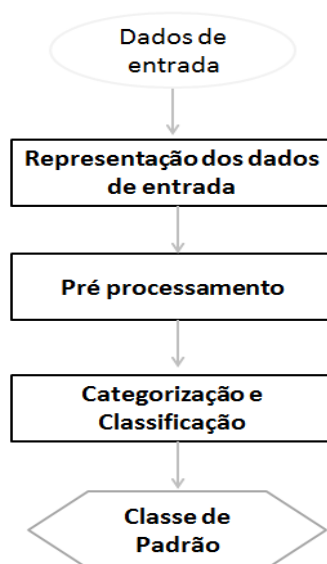 Dados de
entrada
Representação dos dados
de entrada
Pré processamento
Categorização e
Classificação
Classe de
Padrão